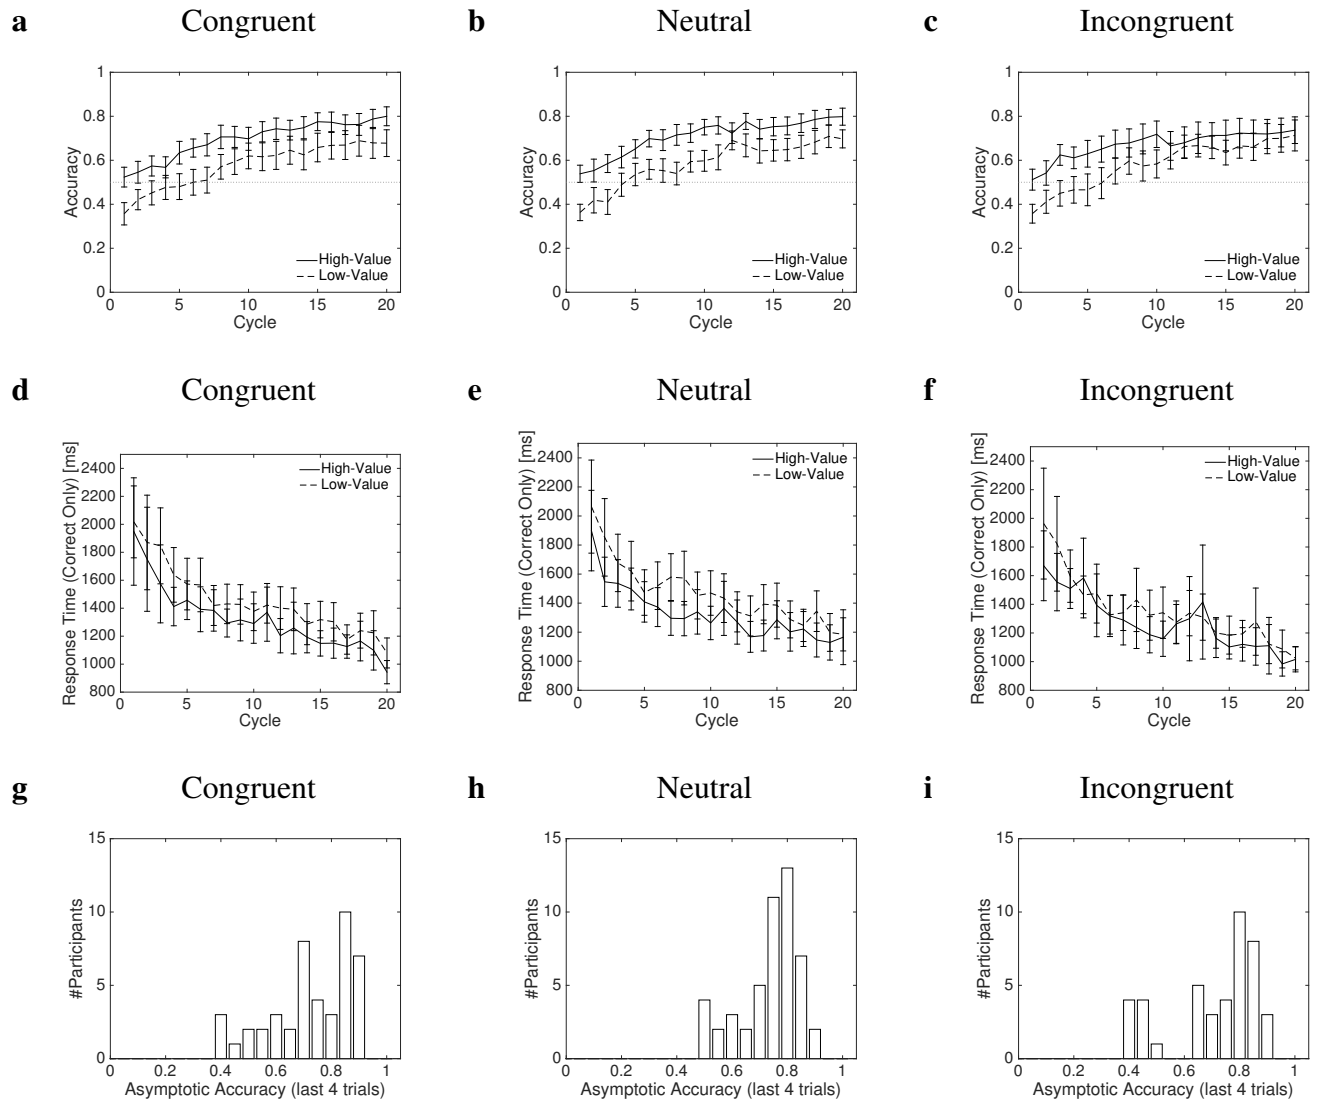 a Congruent
b Neutral
c Incongruent
Accuracy
1
0.8
0.6
0.4
0.2
0
0 5 10 15 20
Cycle
High-Value
Low-Value
Accuracy
1
0.8
0.6
0.4
0.2
0
0 5 10 15 20
Cycle
High-Value
Low-Value
Accuracy
1
0.8
0.6
0.4
0.2
0
0 5 10 15 20
Cycle
High-Value
Low-Value
d Congruent
e Neutral
f Incongruent
Response Time (Correct Only) [ms]
2400
2200
2000
1800
1600
1400
1200
1000
800
0 5 10 15 20
Cycle
High-Value
Low-Value
Response Time (Correct Only) [ms]
2400
2200
2000
1800
1600
1400
1200
1000
800
0 5 10 15 20
Cycle
High-Value
Low-Value
Response Time (Correct Only) [ms]
2400
2200
2000
1800
1600
1400
1200
1000
800
0 5 10 15 20
Cycle
High-Value
Low-Value
g Congruent
h Neutral
i Incongruent
#Participants
15
10
5
0
0 0.2 0.4 0.6 0.8 1
Asymptotic Accuracy (last 4 trials)
#Participants
15
10
5
0
0 0.2 0.4 0.6 0.8 1
Asymptotic Accuracy (last 4 trials)
#Participants
15
10
5
0
0 0.2 0.4 0.6 0.8 1
Asymptotic Accuracy (last 4 trials)